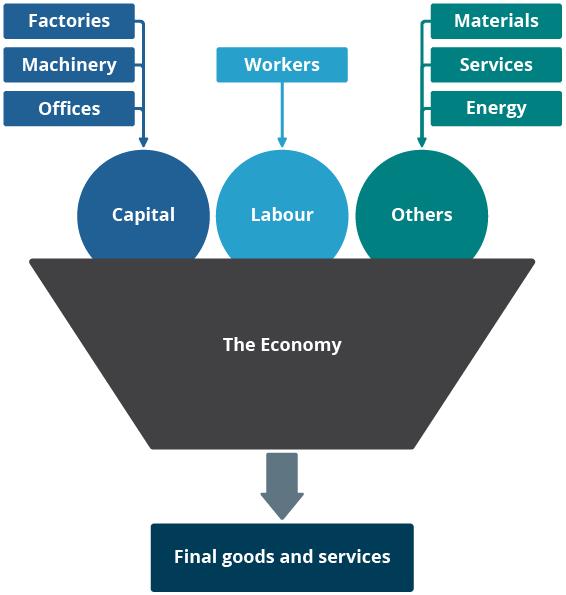 Factories
Machinery
Offices
Workers
Materials
Services
Energy
Capital
Labour
Others
The Economy
Final goods and services